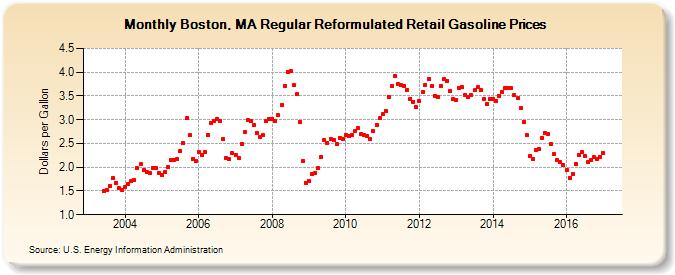 Monthly Boston, MA Regular Reformulated Retail Gasoline Prices
Dollars per Gallon
4.5
4.0
3.5
3.0
2.5
2.0
1.5
1.0
2004 2006 2008 2010 2012 2014 2016
Source: U.S. Energy Information Administration